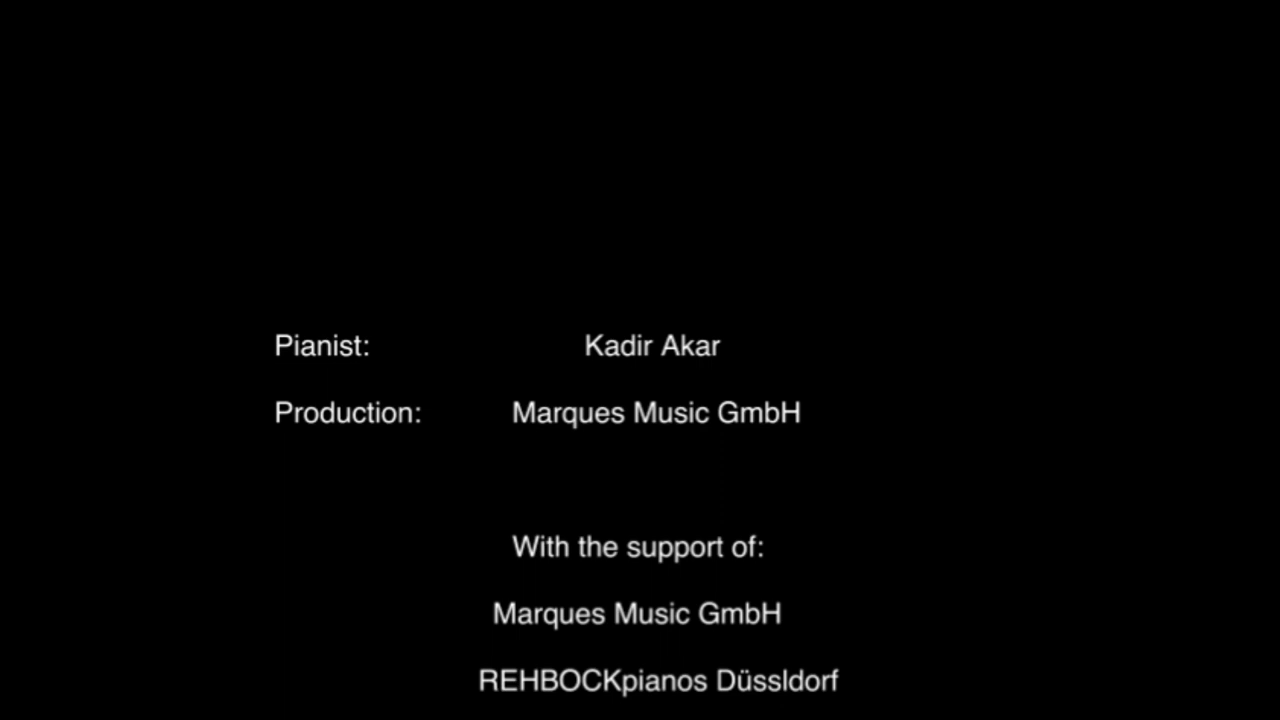 Pianist: Kadir Akar
Production: Marques Music GmbH
With the support of:
Marques Music GmbH
REHBOCKpianos Düssldorf